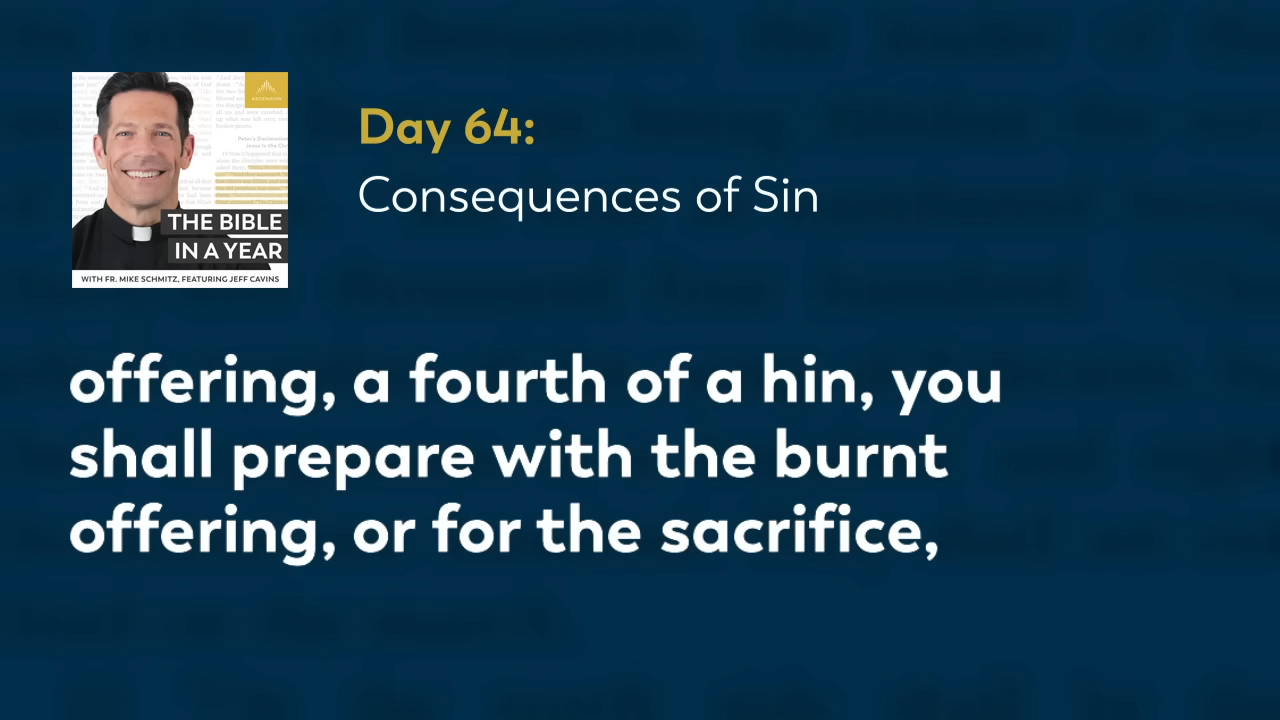 ASCENSION
THE BIBLE
IN A YEAR
WITH FR. MIKE SCHMITZ, FEATURING JEFF CAVINS
Day 64:
Consequences of Sin
offering, a fourth of a hin, you
shall prepare with the burnt
offering, or for the sacrifice,